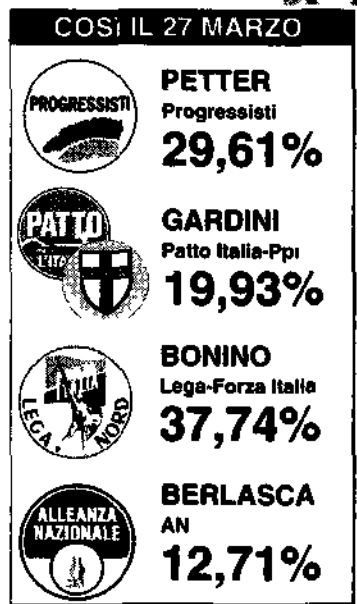 COSÌ IL 27 MARZO
PROGRESSISTI
PETTER
Progressisti
29,61%
PATTO
L'ITA
GARDINI
Patto Italia-Ppi
19,93%
BONINO
Lega-Forza Italia
37,74%
LEGA NORD
BERLASCA
AN
12,71%
ALLEANZA
NAZIONALE